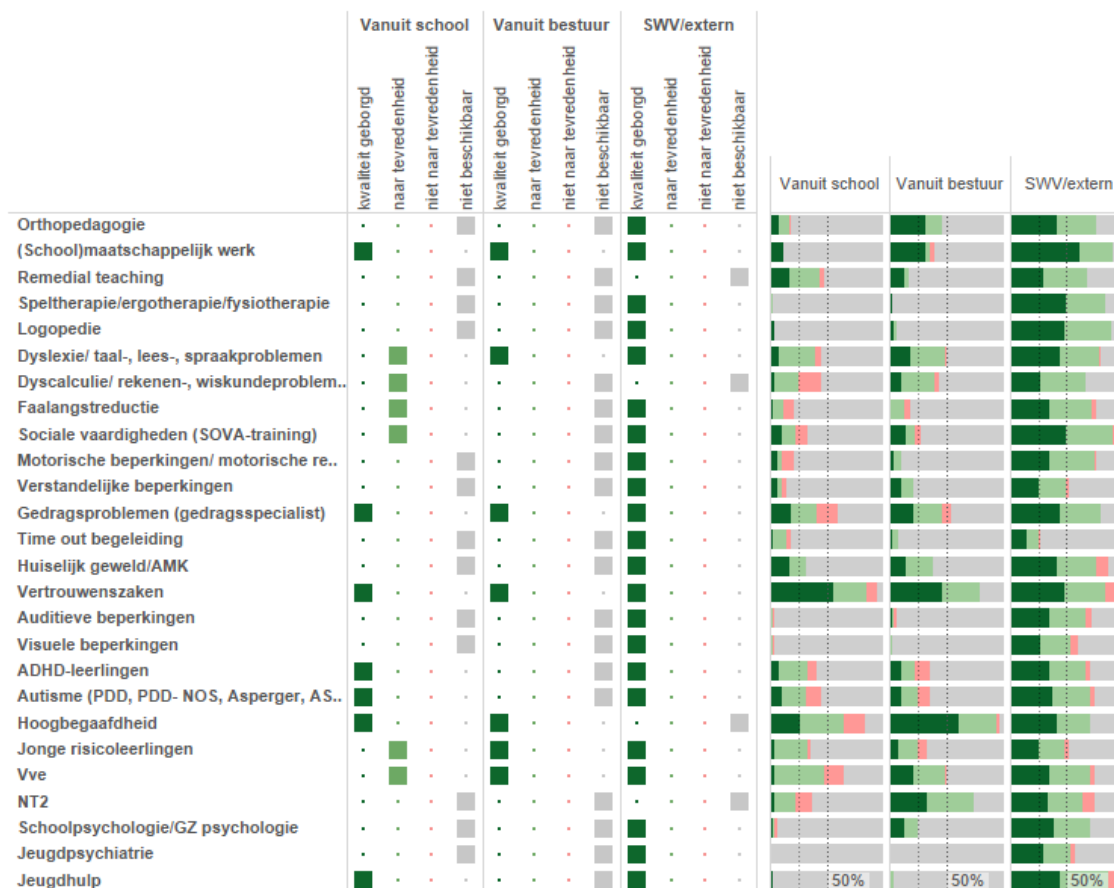 Vanuit school Vanuit bestuur SWV/extern
kwaliteit geborgd
naar tevredenheid
niet naar tevredenheid
niet beschikbaar
kwaliteit geborgd
naar tevredenheid
niet naar tevredenheid
niet beschikbaar
kwaliteit geborgd
naar tevredenheid
niet naar tevredenheid
niet beschikbaar
Vanuit school Vanuit bestuur SWV/extern
Orthopedagogie
(School)maatschappelijk werk
Remedial teaching
Speltherapie/ergotherapie/fysiotherapie
Logopedie
Dyslexie/ taal-, lees-, spraakproblemen
Dyscalculie/ rekenen-, wiskundeproblem..
Faalangstreductie
Sociale vaardigheden (SOVA-training)
Motorische beperkingen/ motorische re..
Verstandelijke beperkingen
Gedragsproblemen (gedragsspecialist)
Time out begeleiding
Huiselijk geweld/AMK
Vertrouwenszaken
Auditieve beperkingen
Visuele beperkingen
ADHD-leerlingen
Autisme (PDD, PDD- NOS, Asperger, AS..
Hoogbegaafdheid
Jonge risicoleerlingen
Vve
NT2
Schoolpsychologie/GZ psychologie
Jeugdpsychiatrie
Jeugdhulp 50% 50% 50%